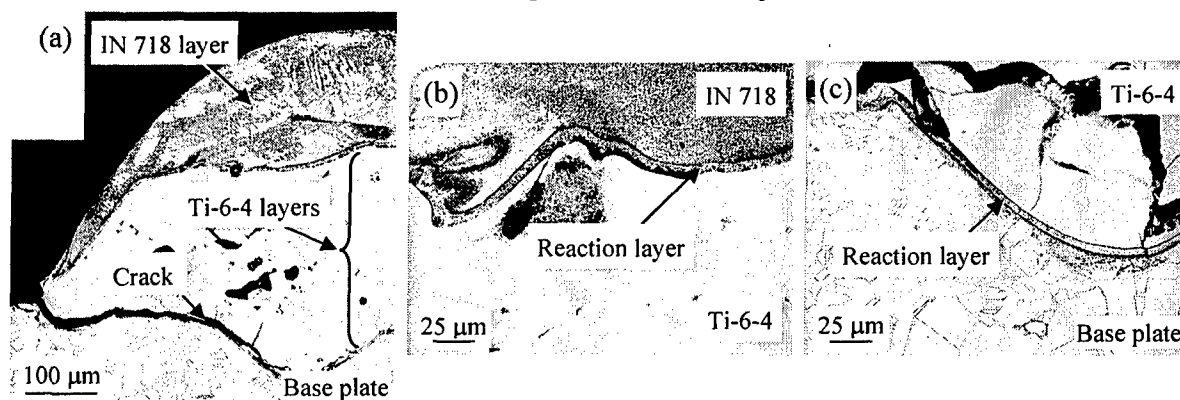 (a)
IN 718 layer
Ti-6-4 layers
Crack
100 μm
Base plate
(b)
IN 718
Reaction layer
25 μm
Ti-6-4
(c)
Ti-6-4
Reaction layer
25 μm
Base plate